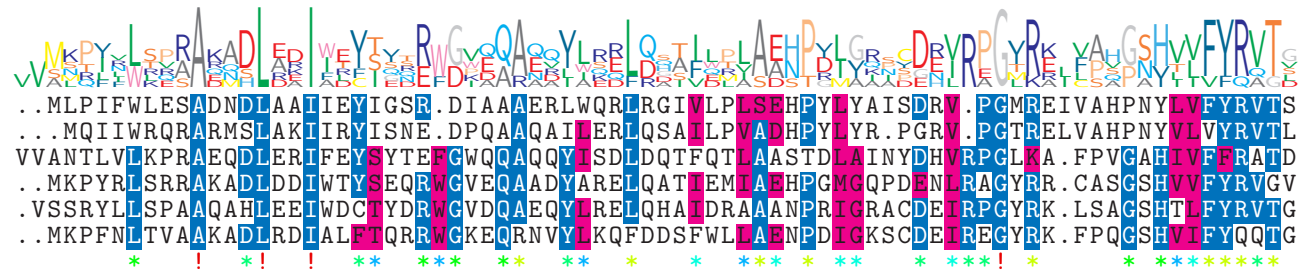 ..MLPIFWLESADNDLAAIIEYIGSR.DIAAAERLWQRLRGIVLPLSEHPYLYAISDRV.PGMREIVAHPNYLVFYRVTS
...MQIIWRQRARMSLAKIIRYISNE.DPQAAQAILERLQSAILPVADHPYLYR.PGRV.PGTRELVAHPNYVLVYRVTL
VVANTLVLKPRAEQDLERIFEYSYTEFGWQQAQQYISDLDQTFQTLAASTDLAINYDHVRPGLKA.FPVGAHIVFFRATD
..MKPYRLSRRAKADLDDIWTYSEQRWGVEQAADYARELQATIEMIAEHPGMGQPDENLRAGYRR.CASGSHVVFYRVGV
.VSSRYLLSPAAQAHLEEIWDCTYDRWGVDQAEQYLRELQHAIDRAAANPRIGRACDEIRPGYRK.LSAGSHTLFYRVTG
..MKPFNLTVAAKADLRDIALFTQRRWGKEQRNVYLKQFDDSFWLLAENPDIGKSCDEIREGYRK.FPQGSHVIFYQQTG
* ! *! ! ** *** ** ** * * *** * * ** **! * * * *******